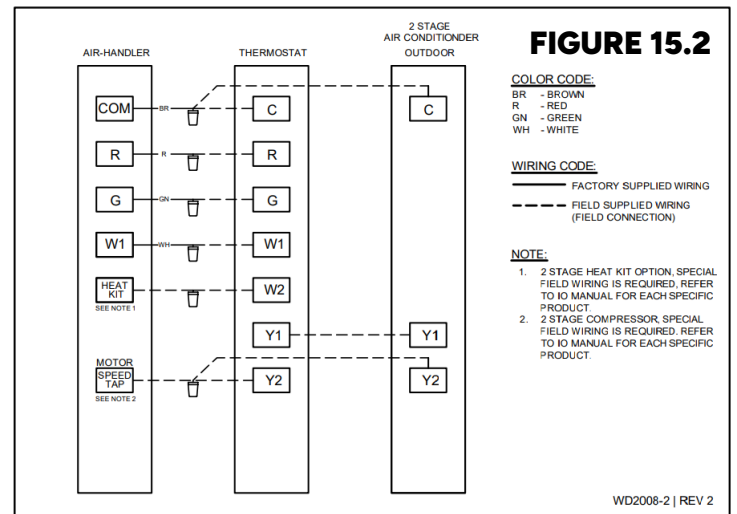 FIGURE 15.2
AIR-HANDLER
THERMOSTAT
2 STAGE
AIR CONDITIONDER
OUTDOOR
COM
BR
C
C
R
R
R
G
GN
G
W1
WH
W1
HEAT
KIT
SEE NOTE 1
W2
Y1
Y1
MOTOR
SPEED
TAP
SEE NOTE 2
Y2
Y2
COLOR CODE:
BR - BROWN
R - RED
GN - GREEN
WH - WHITE
WIRING CODE:
FACTORY SUPPLIED WIRING
FIELD SUPPLIED WIRING
(FIELD CONNECTION)
NOTE:
1. 2 STAGE HEAT KIT OPTION, SPECIAL
FIELD WIRING IS REQUIRED, REFER
TO IO MANUAL FOR EACH SPECIFIC
PRODUCT.
2. 2 STAGE COMPRESSOR, SPECIAL
FIELD WIRING IS REQUIRED. REFER
TO IO MANUAL FOR EACH SPECIFIC
PRODUCT.
WD2008-2 | REV 2